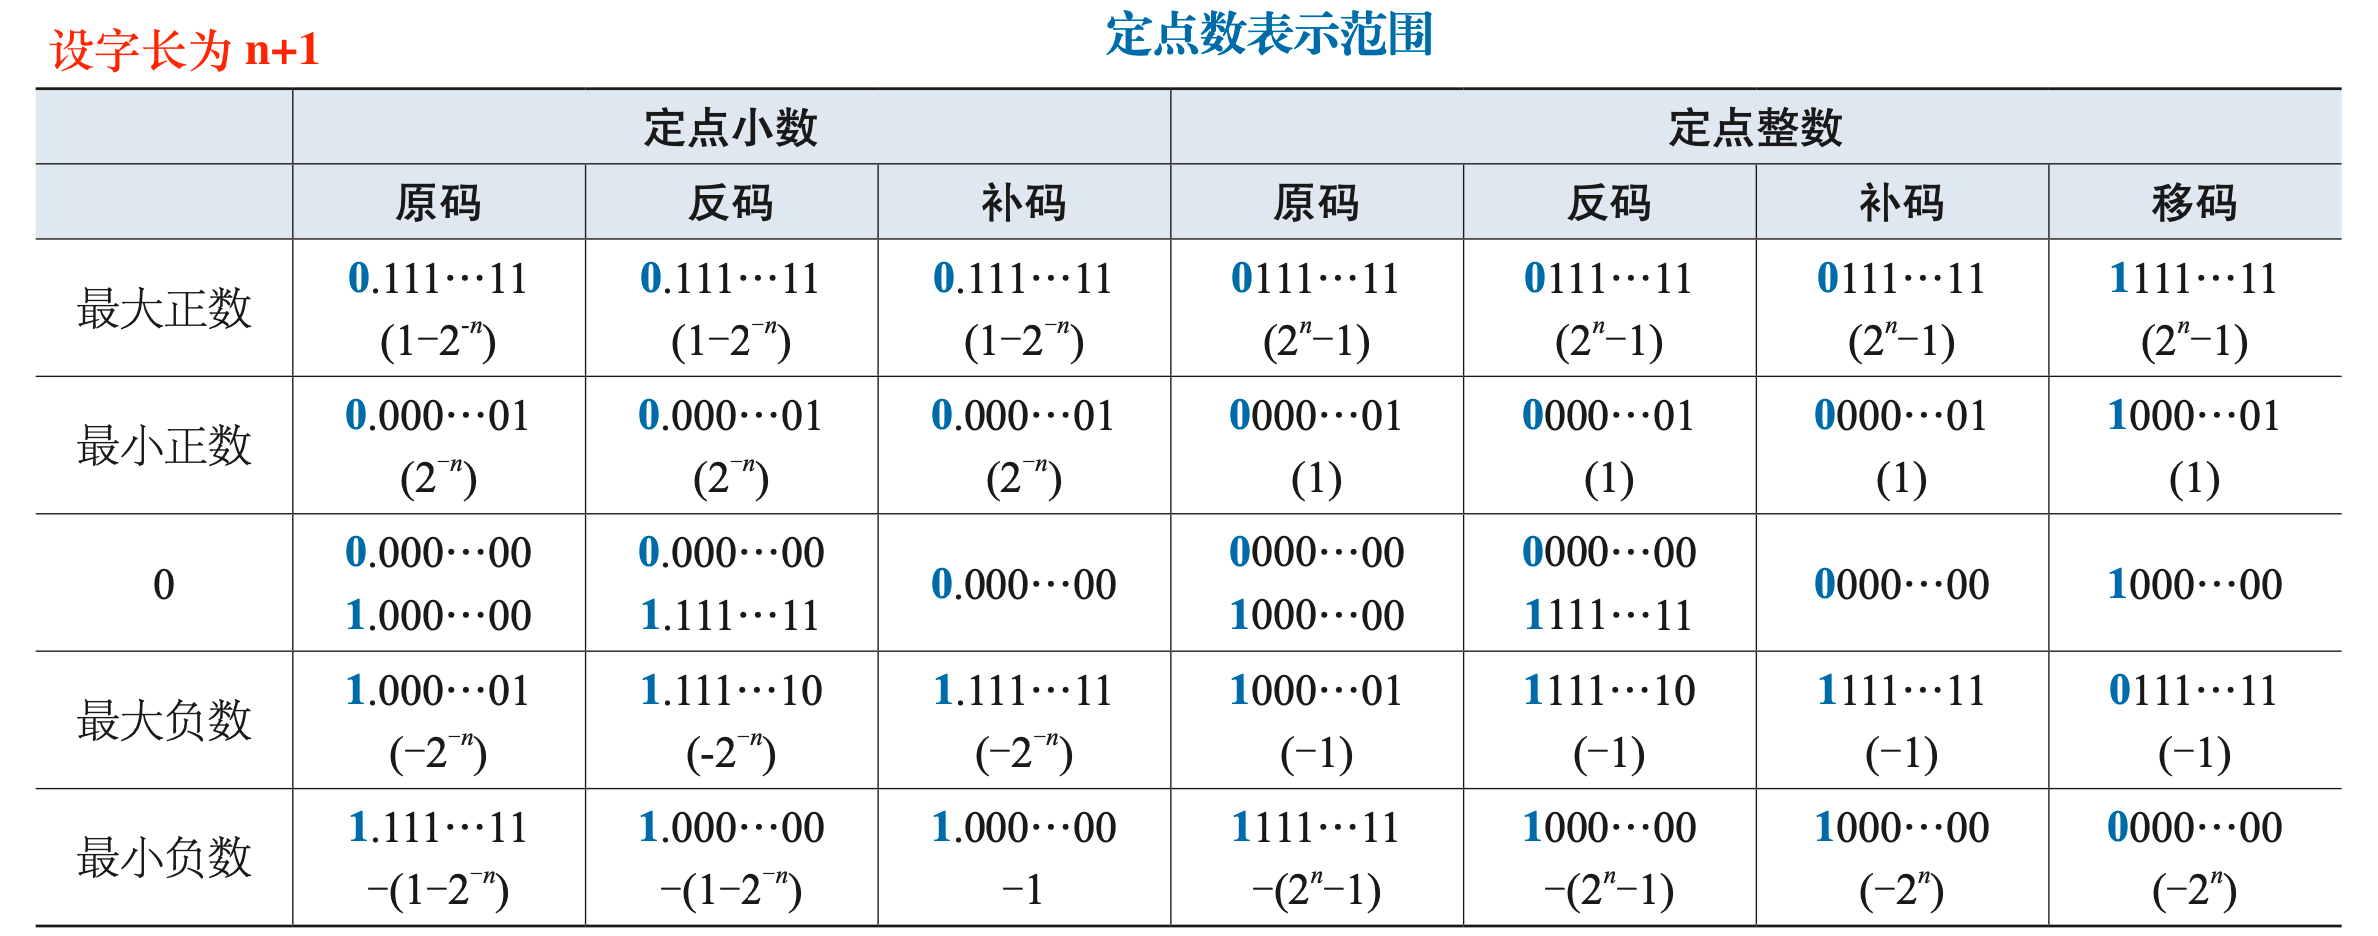 定点数表示范围
设字长为 n+1
定点小数 定点整数
原码 反码 补码 原码 反码 补码 移码
最大正数 0.111···11 0.111···11 0.111···11 0111···11 0111···11 0111···11 1111···11
(1−2⁻ⁿ) (1−2⁻ⁿ) (1−2⁻ⁿ) (2ⁿ−1) (2ⁿ−1) (2ⁿ−1) (2ⁿ−1)
最小正数 0.000···01 0.000···01 0.000···01 0000···01 0000···01 0000···01 1000···01
(2⁻ⁿ) (2⁻ⁿ) (2⁻ⁿ) (1) (1) (1) (1)
0 0.000···00 0.000···00 0.000···00 0000···00 0000···00 0000···00 1000···00
1.000···00 1.111···11 1000···00 1111···11
最大负数 1.000···01 1.111···10 1.111···11 1000···01 1111···10 1111···11 0111···11
(−2⁻ⁿ) (-2⁻ⁿ) (−2⁻ⁿ) (−1) (−1) (−1) (−1)
最小负数 1.111···11 1.000···00 1.000···00 1111···11 1000···00 1000···00 0000···00
−(1−2⁻ⁿ) −(1−2⁻ⁿ) −1 −(2ⁿ−1) −(2ⁿ−1) (−2ⁿ) (−2ⁿ)